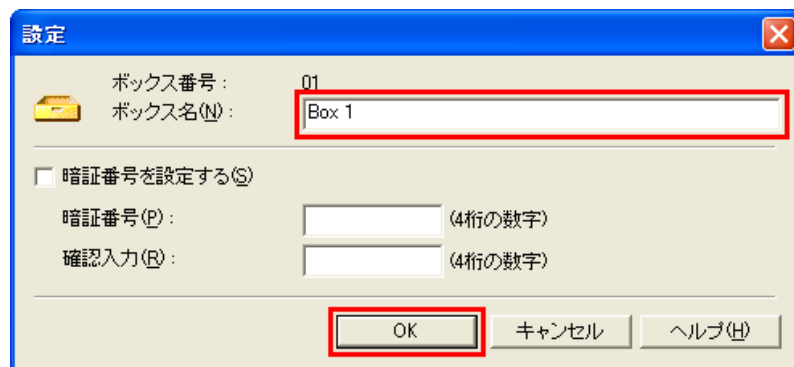 設定
ボックス番号: 01
ボックス名(N): Box 1
暗証番号を設定する(S)
暗証番号(P): (4桁の数字)
確認入力(R): (4桁の数字)
OK キャンセル ヘルプ(H)